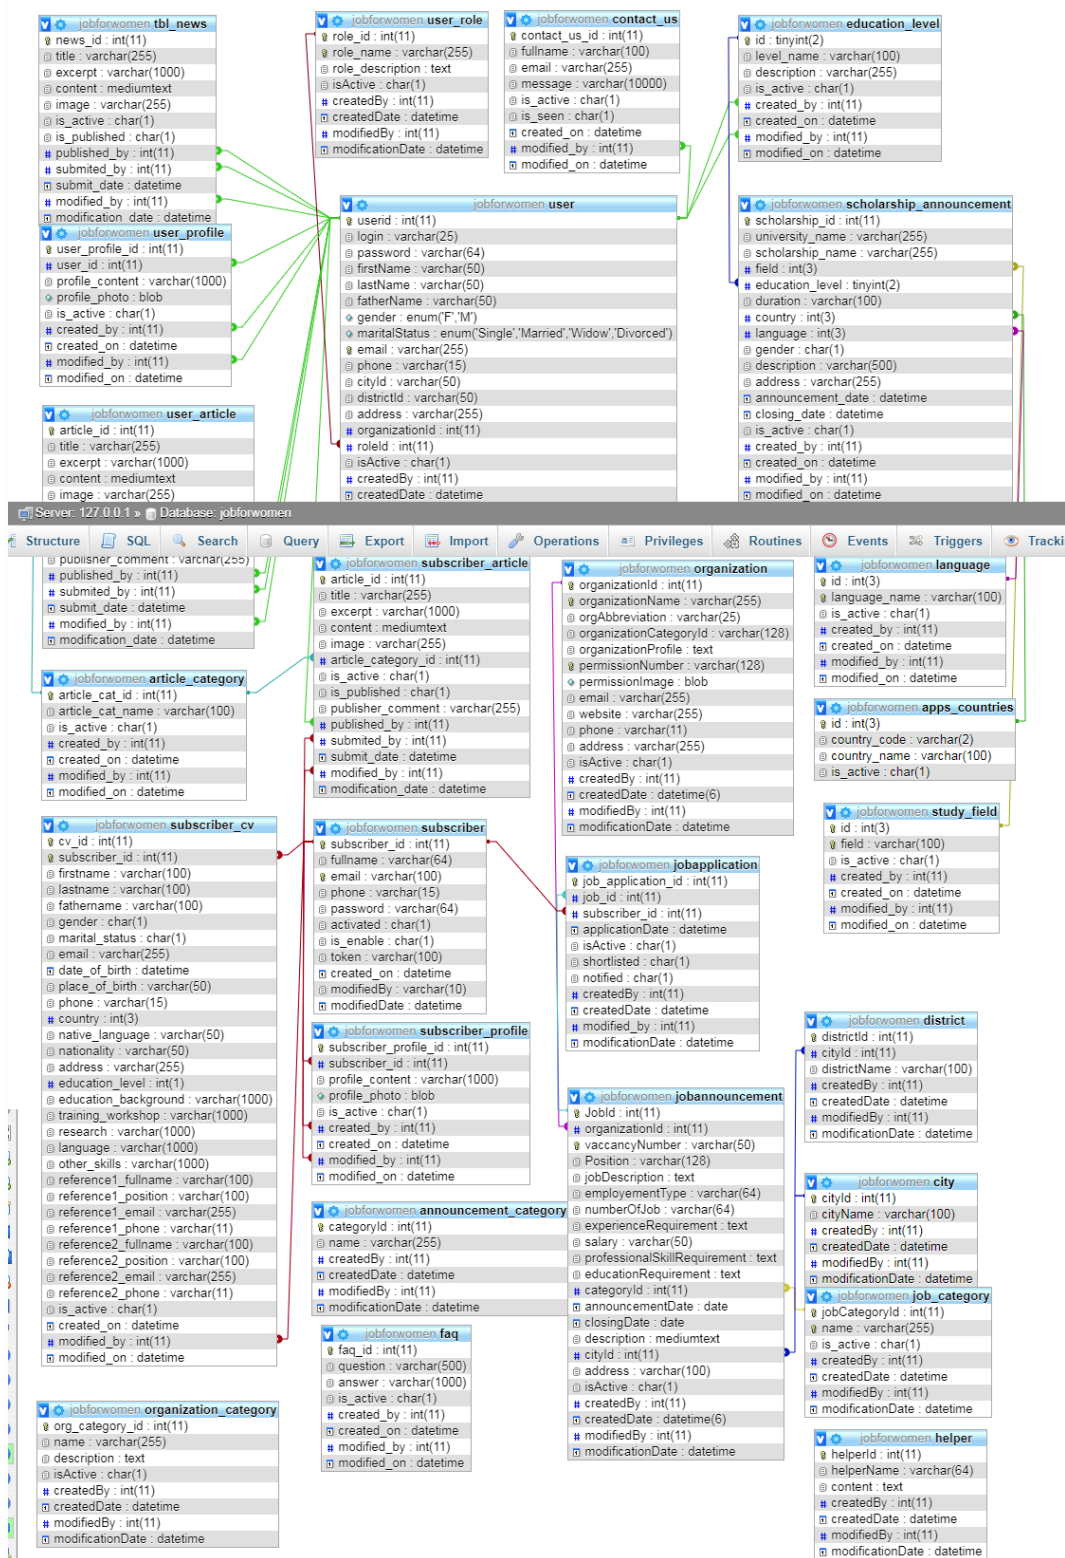 jobforwomen tbl_news
news_id : int(11)
title : varchar(255)
excerpt : varchar(1000)
content : mediumtext
image : varchar(255)
is_active : char(1)
is_published : char(1)
published_by : int(11)
submited_by : int(11)
submit_date : datetime
modified_by : int(11)
modification_date : datetime
jobforwomen user_role
role_id : int(11)
role_name : varchar(255)
role_description : text
isActive : char(1)
createdBy : int(11)
createdDate : datetime
modifiedBy : int(11)
modificationDate : datetime
jobforwomen contact_us
contact_us_id : int(11)
fullname : varchar(100)
email : varchar(255)
message : varchar(10000)
is_active : char(1)
is_seen : char(1)
created_on : datetime
modified_by : int(11)
modified_on : datetime
jobforwomen education_level
id : tinyint(2)
level_name : varchar(100)
description : varchar(255)
is_active : char(1)
created_by : int(11)
created_on : datetime
modified_by : int(11)
modified_on : datetime
jobforwomen user_profile
user_profile_id : int(11)
user_id : int(11)
profile_content : varchar(1000)
profile_photo : blob
is_active : char(1)
created_by : int(11)
created_on : datetime
modified_by : int(11)
modified_on : datetime
jobforwomen user
userid : int(11)
login : varchar(25)
password : varchar(64)
firstName : varchar(50)
lastName : varchar(50)
fatherName : varchar(50)
gender : enum('F','M')
maritalStatus : enum('Single','Married','Widow','Divorced')
email : varchar(255)
phone : varchar(15)
cityId : varchar(50)
districtId : varchar(50)
address : varchar(255)
organizationId : int(11)
roleId : int(11)
isActive : char(1)
createdBy : int(11)
createdDate : datetime
jobforwomen scholarship_announcement
scholarship_id : int(11)
university_name : varchar(255)
scholarship_name : varchar(255)
field : int(3)
education_level : tinyint(2)
duration : varchar(100)
country : int(3)
language : int(3)
gender : char(1)
description : varchar(500)
address : varchar(255)
announcement_date : datetime
closing_date : datetime
is_active : char(1)
created_by : int(11)
created_on : datetime
modified_by : int(11)
modified_on : datetime
jobforwomen user_article
article_id : int(11)
title : varchar(255)
excerpt : varchar(1000)
content : mediumtext
image : varchar(255)
Server: 127.0.0.1 » Database: jobforwomen
Structure SQL Search Query Export Import Operations Privileges Routines Events Triggers Tracki
publisher_comment : varchar(255)
published_by : int(11)
submited_by : int(11)
submit_date : datetime
modified_by : int(11)
modification_date : datetime
jobforwomen subscriber_article
article_id : int(11)
title : varchar(255)
excerpt : varchar(1000)
content : mediumtext
image : varchar(255)
article_category_id : int(11)
is_active : char(1)
is_published : char(1)
publisher_comment : varchar(255)
published_by : int(11)
submited_by : int(11)
submit_date : datetime
modified_by : int(11)
modification_date : datetime
jobforwomen organization
organizationId : int(11)
organizationName : varchar(255)
orgAbbreviation : varchar(25)
organizationCategoryId : varchar(128)
organizationProfile : text
permissionNumber : varchar(128)
permissionImage : blob
email : varchar(255)
website : varchar(255)
phone : varchar(11)
address : varchar(255)
isActive : char(1)
createdBy : int(11)
createdDate : datetime(6)
modifiedBy : int(11)
modificationDate : datetime
jobforwomen language
id : int(3)
language_name : varchar(100)
is_active : char(1)
created_by : int(11)
created_on : datetime
modified_by : int(11)
modified_on : datetime
jobforwomen article_category
article_cat_id : int(11)
article_cat_name : varchar(100)
is_active : char(1)
created_by : int(11)
created_on : datetime
modified_by : int(11)
modified_on : datetime
jobforwomen apps_countries
id : int(3)
country_code : varchar(2)
country_name : varchar(100)
is_active : char(1)
jobforwomen study_field
id : int(3)
field : varchar(100)
is_active : char(1)
created_by : int(11)
created_on : datetime
modified_by : int(11)
modified_on : datetime
jobforwomen subscriber_cv
cv_id : int(11)
subscriber_id : int(11)
firstname : varchar(100)
lastname : varchar(100)
fathername : varchar(100)
gender : char(1)
marital_status : char(1)
email : varchar(255)
date_of_birth : datetime
place_of_birth : varchar(50)
phone : varchar(15)
country : int(3)
native_language : varchar(50)
nationality : varchar(50)
address : varchar(255)
education_level : int(1)
education_background : varchar(1000)
training_workshop : varchar(1000)
research : varchar(1000)
language : varchar(1000)
other_skills : varchar(1000)
reference1_fullname : varchar(100)
reference1_position : varchar(100)
reference1_email : varchar(255)
reference1_phone : varchar(11)
reference2_fullname : varchar(100)
reference2_position : varchar(100)
reference2_email : varchar(255)
reference2_phone : varchar(11)
is_active : char(1)
created_on : datetime
modified_by : int(11)
modified_on : datetime
jobforwomen subscriber
subscriber_id : int(11)
fullname : varchar(64)
email : varchar(100)
phone : varchar(15)
password : varchar(64)
activated : char(1)
is_enable : char(1)
token : varchar(100)
created_on : datetime
modifiedBy : varchar(10)
modifiedDate : datetime
jobforwomen jobapplication
job_application_id : int(11)
job_id : int(11)
subscriber_id : int(11)
applicationDate : datetime
isActive : char(1)
shortlisted : char(1)
notified : char(1)
createdBy : int(11)
createdDate : datetime
modified_by : int(11)
modificationDate : datetime
jobforwomen subscriber_profile
subscriber_profile_id : int(11)
subscriber_id : int(11)
profile_content : varchar(1000)
profile_photo : blob
is_active : char(1)
created_by : int(11)
created_on : datetime
modified_by : int(11)
modified_on : datetime
jobforwomen district
districtId : int(11)
cityId : int(11)
districtName : varchar(100)
createdBy : int(11)
createdDate : datetime
modifiedBy : int(11)
modificationDate : datetime
jobforwomen jobannouncement
JobId : int(11)
organizationId : int(11)
vaccancyNumber : varchar(50)
Position : varchar(128)
jobDescription : text
employementType : varchar(64)
numberOfJob : varchar(64)
experienceRequirement : text
salary : varchar(50)
professionalSkillRequirement : text
educationRequirement : text
categoryId : int(11)
announcementDate : date
closingDate : date
description : mediumtext
cityId : int(11)
address : varchar(100)
isActive : char(1)
createdBy : int(11)
createdDate : datetime(6)
modifiedBy : int(11)
modificationDate : datetime
jobforwomen city
cityId : int(11)
cityName : varchar(100)
createdBy : int(11)
createdDate : datetime
modifiedBy : int(11)
modificationDate : datetime
jobforwomen announcement_category
categoryId : int(11)
name : varchar(255)
createdBy : int(11)
createdDate : datetime
modifiedBy : int(11)
modificationDate : datetime
jobforwomen job_category
jobCategoryId : int(11)
name : varchar(255)
is_active : char(1)
createdBy : int(11)
createdDate : datetime
modifiedBy : int(11)
modificationDate : datetime
jobforwomen faq
faq_id : int(11)
question : varchar(500)
answer : varchar(1000)
is_active : char(1)
created_by : int(11)
created_on : datetime
modified_by : int(11)
modified_on : datetime
jobforwomen organization_category
org_category_id : int(11)
name : varchar(255)
description : text
isActive : char(1)
createdBy : int(11)
createdDate : datetime
modifiedBy : int(11)
modificationDate : datetime
jobforwomen helper
helperId : int(11)
helperName : varchar(64)
content : text
createdBy : int(11)
createdDate : datetime
modifiedBy : int(11)
modificationDate : datetime